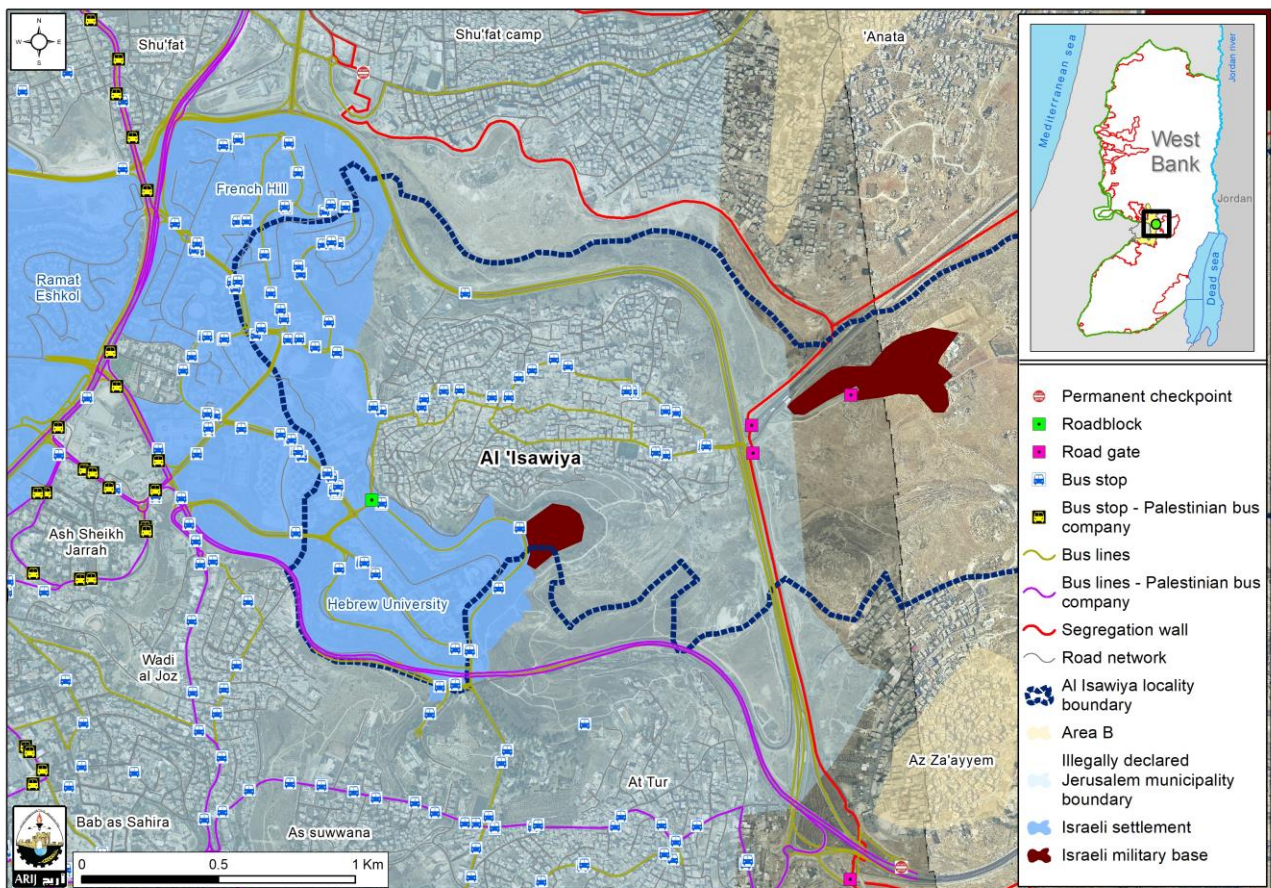 N
W
E
S
Shu'fat
Shu'fat camp
'Anata
French Hill
Ramat
Eshkol
Al 'Isawiya
Ash Sheikh
Jarrah
Hebrew University
Wadi
al Joz
Az Za'ayyem
At Tur
Bab as Sahira
As suwwana
0
0.5
1 Km
ARIJ أريج
Mediterranean sea
Jordan river
West
Bank
Jordan
Dead sea
Permanent checkpoint
Roadblock
Road gate
Bus stop
Bus stop - Palestinian bus
company
Bus lines
Bus lines - Palestinian bus
company
Segregation wall
Road network
Al Isawiya locality
boundary
Area B
Illegally declared
Jerusalem municipality
boundary
Israeli settlement
Israeli military base